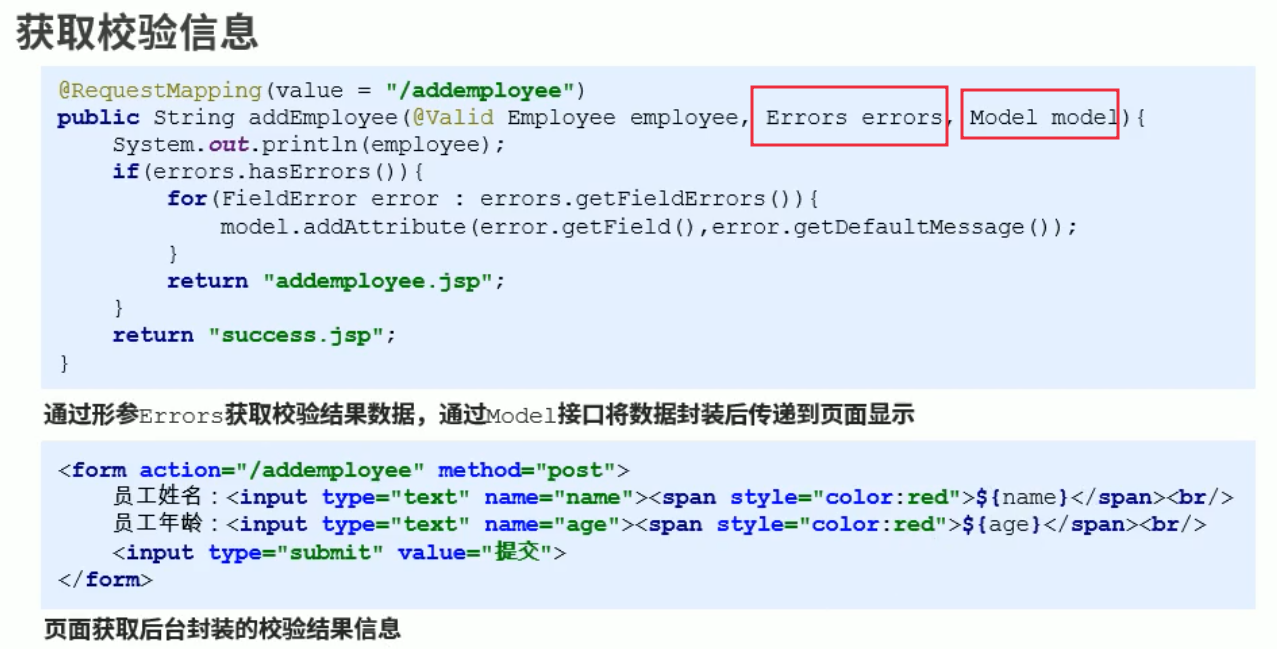 获取校验信息
@RequestMapping(value = "/addemployee")
public String addEmployee(@Valid Employee employee, Errors errors, Model model){
System.out.println(employee);
if(errors.hasErrors()){
for(FieldError error : errors.getFieldErrors()){
model.addAttribute(error.getField(),error.getDefaultMessage());
}
return "addemployee.jsp";
}
return "success.jsp";
}
通过形参Errors获取校验结果数据，通过Model接口将数据封装后传递到页面显示
<form action="/addemployee" method="post">
员工姓名：<input type="text" name="name"><span style="color:red">${name}</span><br/>
员工年龄：<input type="text" name="age"><span style="color:red">${age}</span><br/>
<input type="submit" value="提交">
</form>
页面获取后台封装的校验结果信息